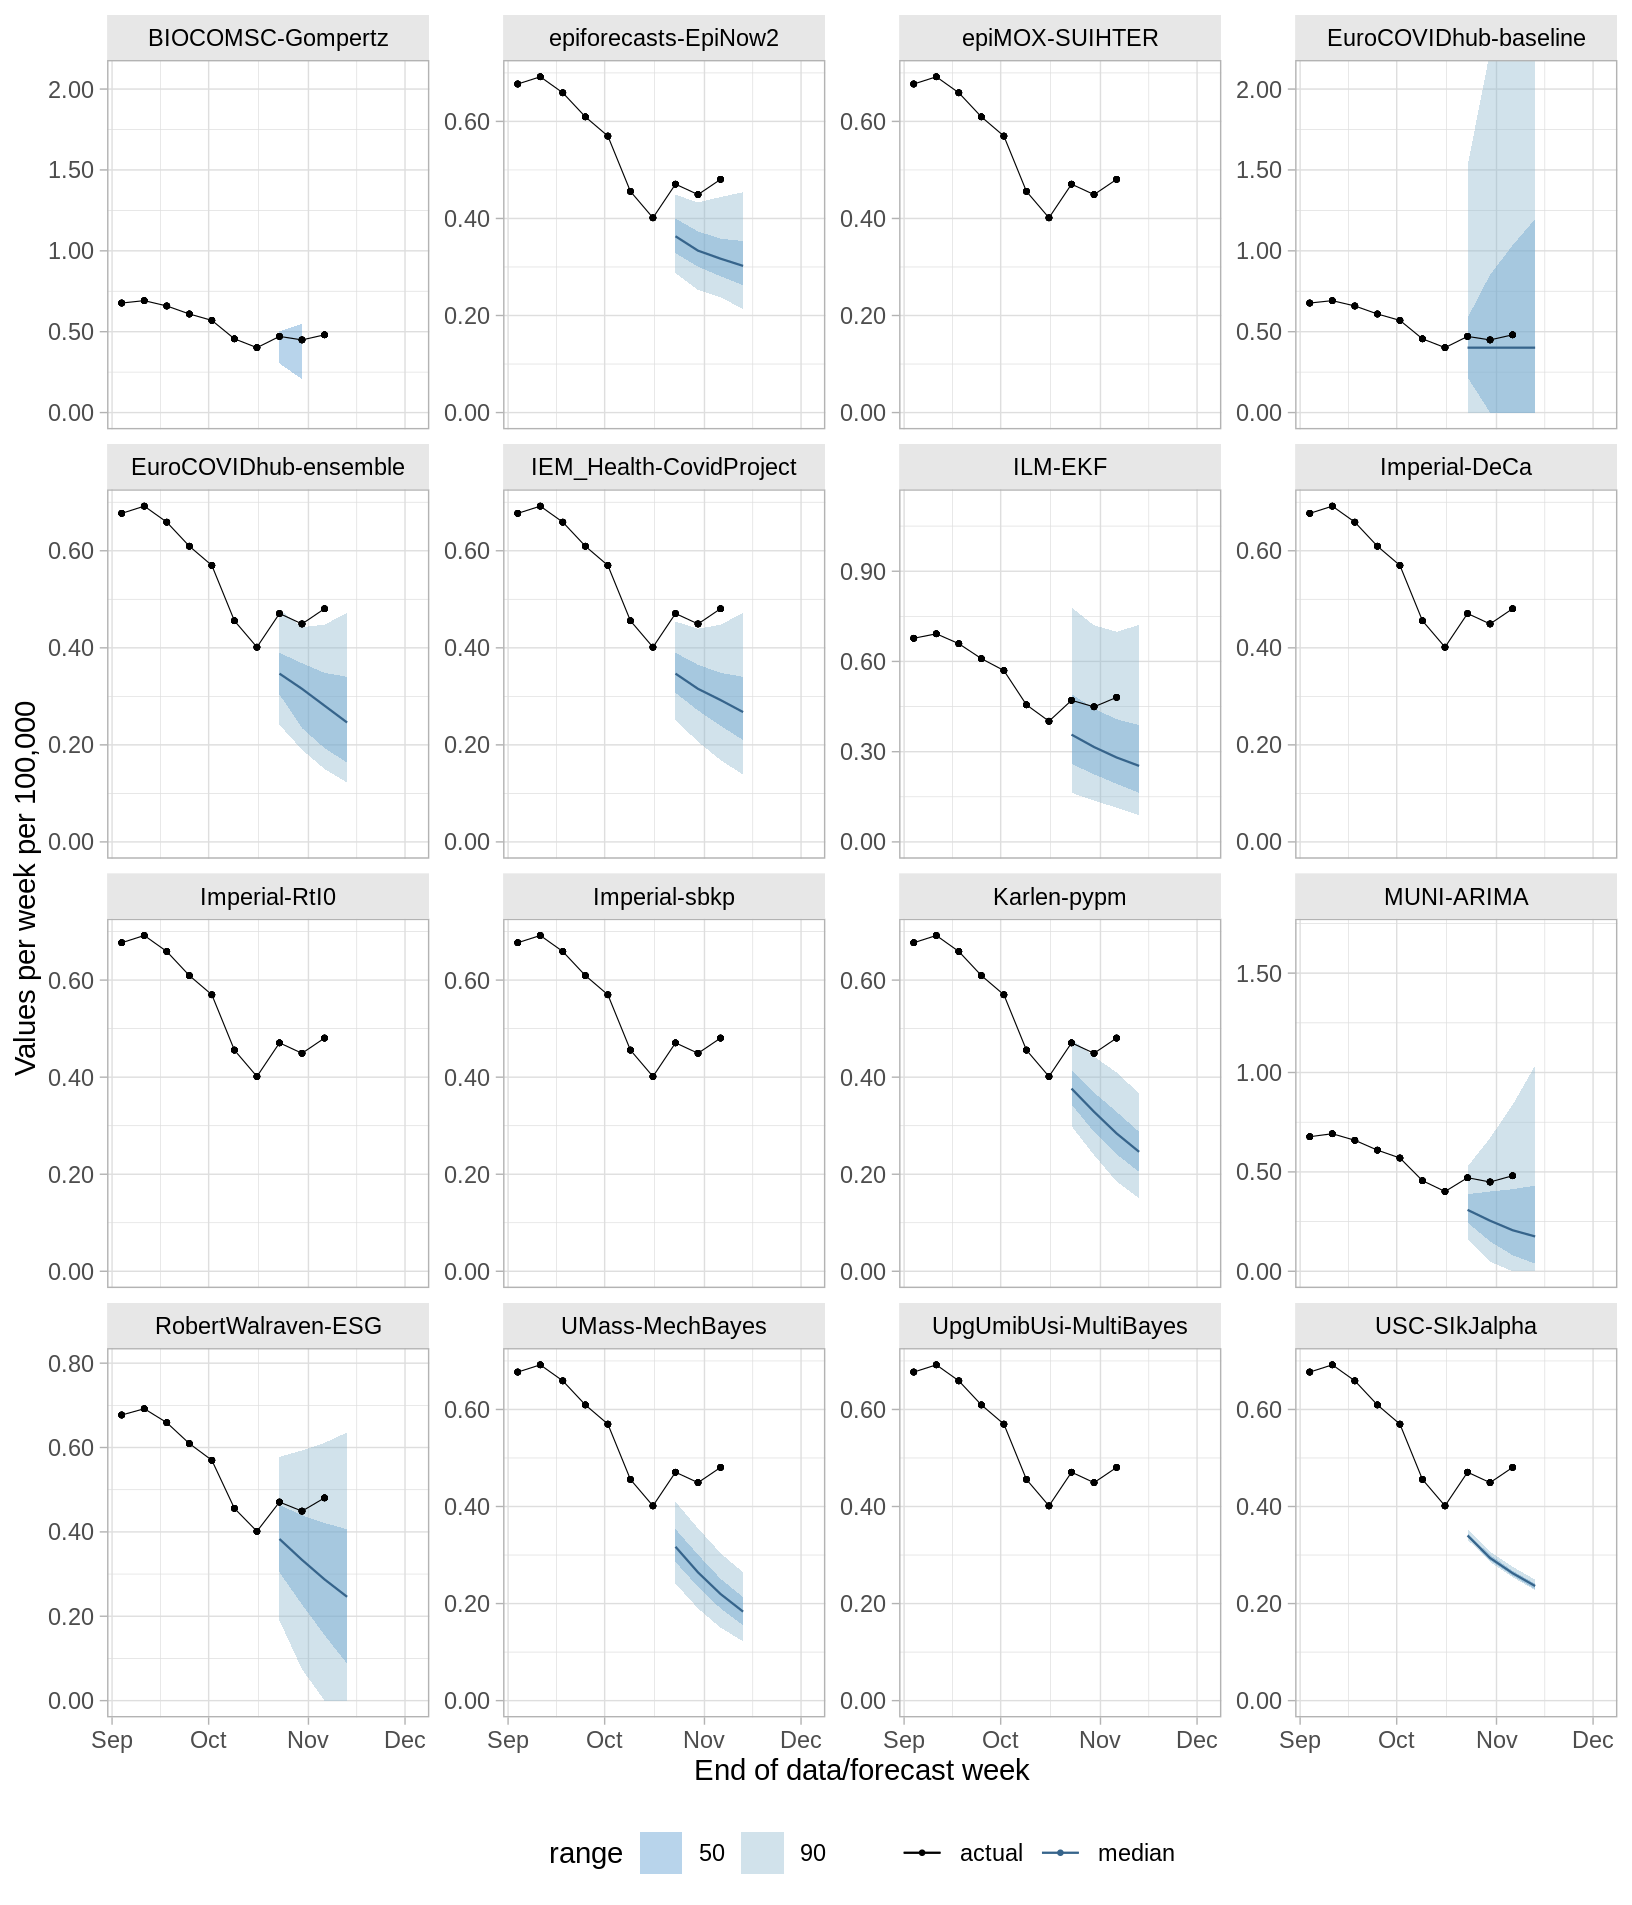 BIOCOMSC-Gompertz epiforecasts-EpiNow2 epiMOX-SUIHTER EuroCOVIDhub-baseline
2.00 2.00
0.60 0.60
1.50 1.50
0.40 0.40
1.00 1.00
0.20 0.20
0.50 0.50
0.00 0.00 0.00 0.00
EuroCOVIDhub-ensemble IEM_Health-CovidProject ILM-EKF Imperial-DeCa
0.60 0.60 0.90 0.60
0.40 0.40 0.60 0.40
0.20 0.20 0.30 0.20
0.00 0.00 0.00 0.00
Values per week per 100,000
Imperial-RtI0 Imperial-sbkp Karlen-pypm MUNI-ARIMA
0.60 0.60 0.60 1.50
0.40 0.40 0.40 1.00
0.20 0.20 0.20 0.50
0.00 0.00 0.00 0.00
RobertWalraven-ESG UMass-MechBayes UpgUmibUsi-MultiBayes USC-SIkJalpha
0.80
0.60 0.60 0.60 0.60
0.40 0.40 0.40 0.40
0.20 0.20 0.20 0.20
0.00 0.00 0.00 0.00
Sep Oct Nov Dec Sep Oct Nov Dec Sep Oct Nov Dec Sep Oct Nov Dec
End of data/forecast week
range 50 90 actual median